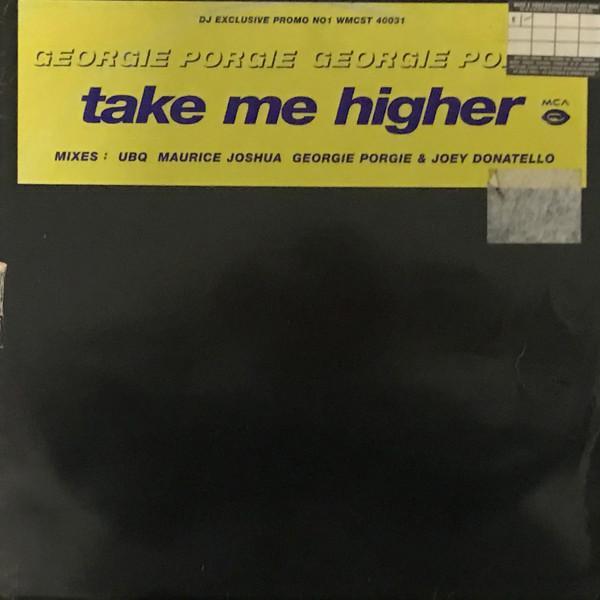 DJ EXCLUSIVE PROMO NO1 WMCST 40031
GEORGIE PORGIE GEORGIE
take me higher
MCA
MIXES : UBQ MAURICE JOSHUA GEORGIE PORGIE & JOEY DONATELLO